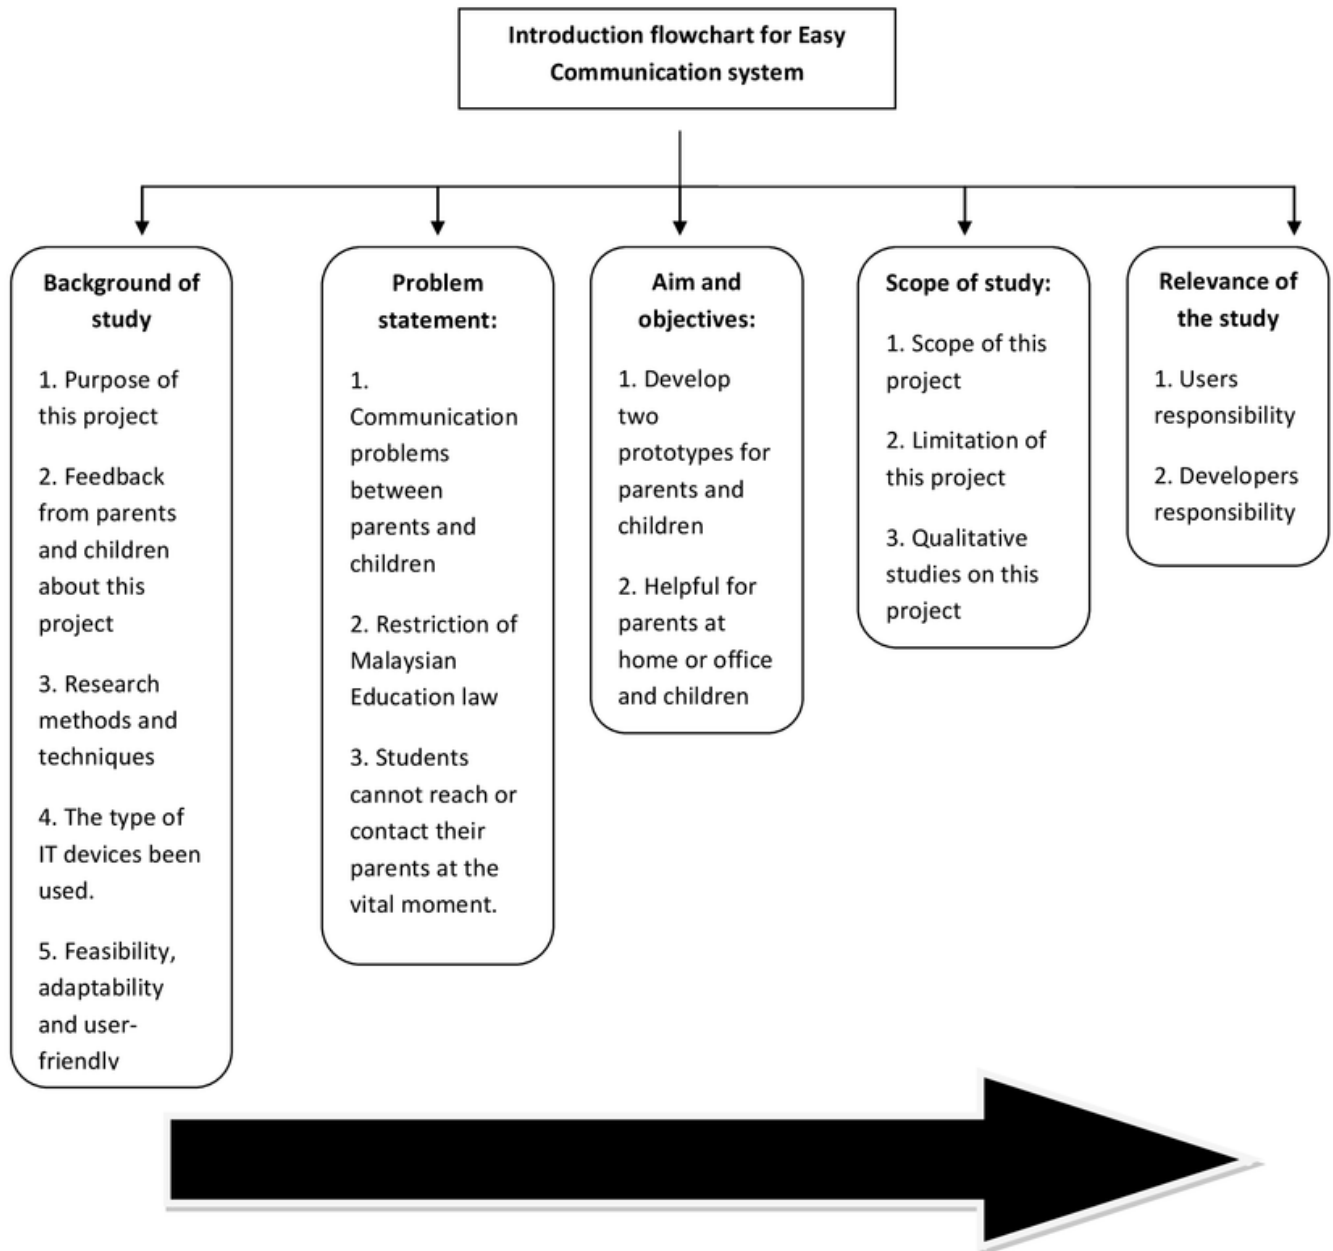 Introduction flowchart for Easy
Communication system
Background of
study
1. Purpose of
this project
2. Feedback
from parents
and children
about this
project
3. Research
methods and
techniques
4. The type of
IT devices been
used.
5. Feasibility,
adaptability
and user-
friendly
Problem
statement:
1.
Communication
problems
between
parents and
children
2. Restriction of
Malaysian
Education law
3. Students
cannot reach or
contact their
parents at the
vital moment.
Aim and
objectives:
1. Develop
two
prototypes for
parents and
children
2. Helpful for
parents at
home or office
and children
Scope of study:
1. Scope of this
project
2. Limitation of
this project
3. Qualitative
studies on this
project
Relevance of
the study
1. Users
responsibility
2. Developers
responsibility